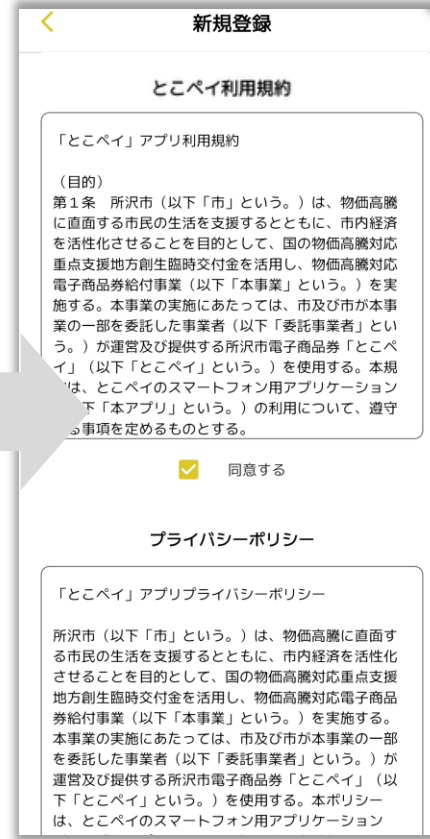 新規登録
とこペイ利用規約
「とこペイ」アプリ利用規約
（目的）
第１条　所沢市（以下「市」という。）は、物価高騰
に直面する市民の生活を支援するとともに、市内経済
を活性化させることを目的として、国の物価高騰対応
重点支援地方創生臨時交付金を活用し、物価高騰対応
電子商品券給付事業（以下「本事業」という。）を実
施する。本事業の実施にあたっては、市及び市が本事
業の一部を委託した事業者（以下「委託事業者」とい
う。）が運営及び提供する所沢市電子商品券「とこペ
イ」（以下「とこペイ」という。）を使用する。本規
は、とこペイのスマートフォン用アプリケーション
下「本アプリ」という。）の利用について、遵守
る事項を定めるものとする。
同意する
プライバシーポリシー
「とこペイ」アプリプライバシーポリシー
所沢市（以下「市」という。）は、物価高騰に直面す
る市民の生活を支援するとともに、市内経済を活性化
させることを目的として、国の物価高騰対応重点支援
地方創生臨時交付金を活用し、物価高騰対応電子商品
券給付事業（以下「本事業」という。）を実施する。
本事業の実施にあたっては、市及び市が本事業の一部
を委託した事業者（以下「委託事業者」という。）が
運営及び提供する所沢市電子商品券「とこペイ」（以
下「とこペイ」という。）を使用する。本ポリシー
は、とこペイのスマートフォン用アプリケーション